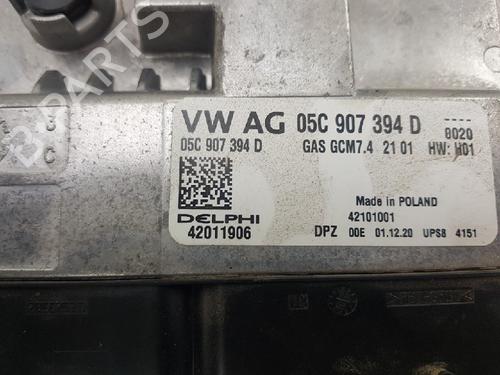 B-PARTS
3
C
VW AG 05C 907 394 D
----
8020
05C 907 394 D GAS GCM7.4 21 01 HW: H01
Made in POLAND
42101001
DELPHI
42011906 DPZ 00E 01.12.20 UPS8 4151